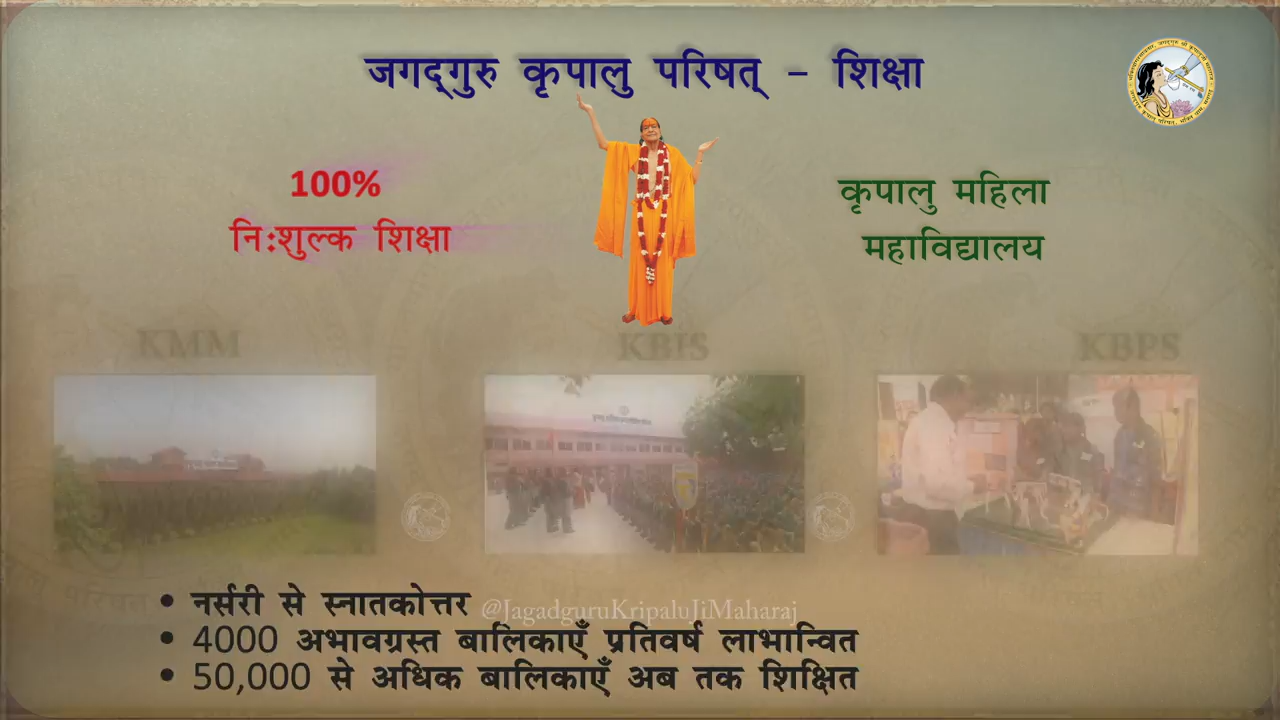 जगद्गुरु कृपालु परिषत् – शिक्षा
100%
निःशुल्क शिक्षा
कृपालु महिला
महाविद्यालय
KMM
KBIS
KBPS
• नर्सरी से स्नातकोत्तर
@JagadguruKripaluJiMaharaj
• 4000 अभावग्रस्त बालिकाएँ प्रतिवर्ष लाभान्वित
• 50,000 से अधिक बालिकाएँ अब तक शिक्षित